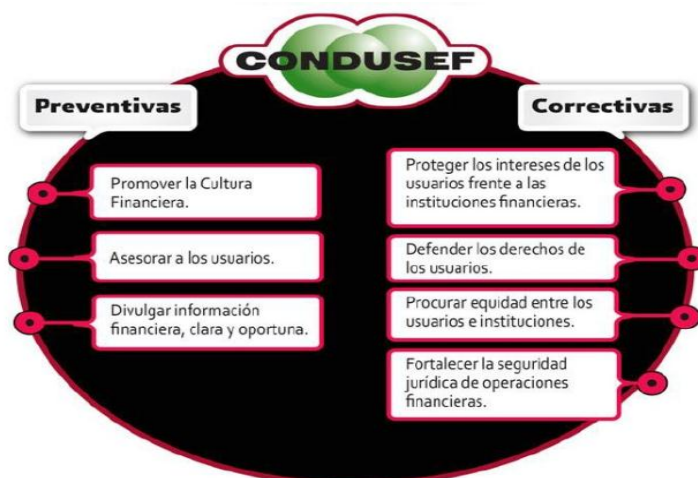 CONDUSEF
Preventivas
Promover la Cultura
Financiera.
Asesorar a los usuarios.
Divulgar información
financiera, clara y oportuna.
Correctivas
Proteger los intereses de los
usuarios frente a las
instituciones financieras.
Defender los derechos de
los usuarios.
Procurar equidad entre los
usuarios e instituciones.
Fortalecer la seguridad
jurídica de operaciones
financieras.